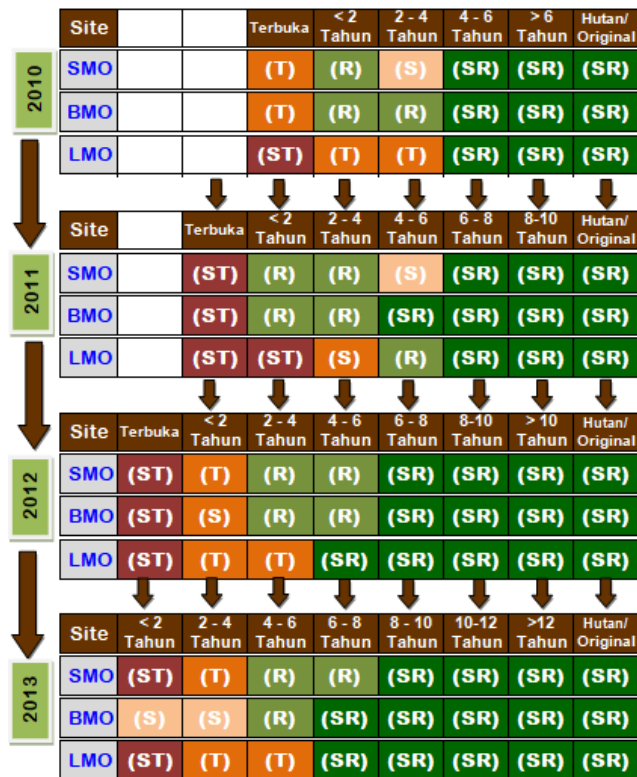 Site Terbuka < 2 Tahun 2 - 4 Tahun 4 - 6 Tahun > 6 Tahun Hutan/ Original
2010
SMO (T) (R) (S) (SR) (SR) (SR)
BMO (T) (R) (R) (SR) (SR) (SR)
LMO (ST) (T) (T) (SR) (SR) (SR)
Site Terbuka < 2 Tahun 2 - 4 Tahun 4 - 6 Tahun 6 - 8 Tahun 8-10 Tahun Hutan/ Original
2011
SMO (ST) (R) (R) (S) (SR) (SR) (SR)
BMO (ST) (R) (R) (SR) (SR) (SR) (SR)
LMO (ST) (ST) (S) (R) (SR) (SR) (SR)
Site Terbuka < 2 Tahun 2 - 4 Tahun 4 - 6 Tahun 6 - 8 Tahun 8-10 Tahun > 10 Tahun Hutan/ Original
2012
SMO (ST) (T) (R) (R) (SR) (SR) (SR) (SR)
BMO (ST) (S) (R) (R) (SR) (SR) (SR) (SR)
LMO (ST) (T) (T) (SR) (SR) (SR) (SR) (SR)
Site < 2 Tahun 2 - 4 Tahun 4 - 6 Tahun 6 - 8 Tahun 8 - 10 Tahun 10-12 Tahun >12 Tahun Hutan/ Original
2013
SMO (ST) (T) (R) (R) (SR) (SR) (SR) (SR)
BMO (S) (S) (R) (SR) (SR) (SR) (SR) (SR)
LMO (ST) (T) (T) (SR) (SR) (SR) (SR) (SR)